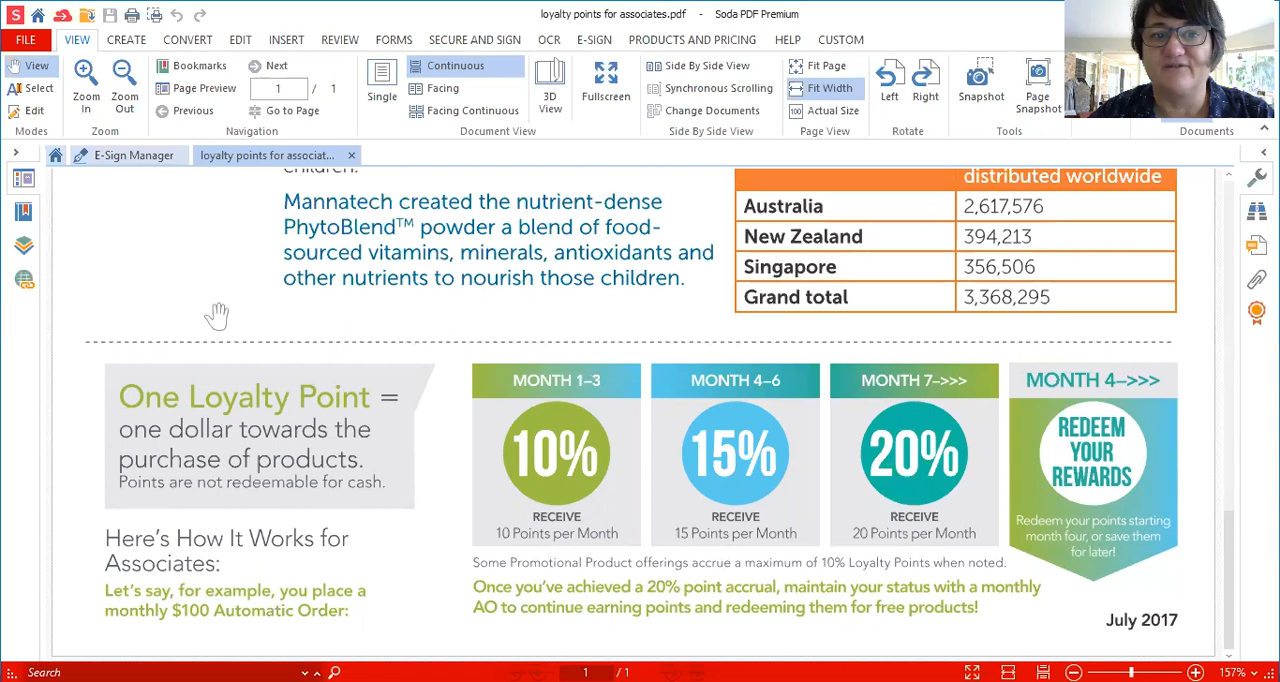 loyalty points for associates.pdf - Soda PDF Premium
FILE VIEW CREATE CONVERT EDIT INSERT REVIEW FORMS SECURE AND SIGN OCR E-SIGN PRODUCTS AND PRICING HELP CUSTOM
View
Select
Edit
Modes
Zoom In
Zoom Out
Zoom
Bookmarks
Page Preview
Previous
Next
1 / 1
Go to Page
Navigation
Single
Continuous
Facing
Facing Continuous
Document View
3D View
Fullscreen
Side By Side View
Synchronous Scrolling
Change Documents
Side By Side
Fit Page
Fit Width
100 Actual Size
Page View
Left
Right
Rotate
Snapshot
Page Snapshot
Tools
Documents
E-Sign Manager
loyalty points for associat...
children.
Mannatech created the nutrient-dense
PhytoBlend™ powder a blend of food-
sourced vitamins, minerals, antioxidants and
other nutrients to nourish those children.
distributed worldwide
Australia 2,617,576
New Zealand 394,213
Singapore 356,506
Grand total 3,368,295
One Loyalty Point =
one dollar towards the
purchase of products.
Points are not redeemable for cash.
Here's How It Works for
Associates:
Let's say, for example, you place a
monthly $100 Automatic Order:
MONTH 1–3
10%
RECEIVE
10 Points per Month
MONTH 4–6
15%
RECEIVE
15 Points per Month
MONTH 7–>>>
20%
RECEIVE
20 Points per Month
MONTH 4–>>>
REDEEM
YOUR
REWARDS
Redeem your points starting
month four, or save them
for later!
Some Promotional Product offerings accrue a maximum of 10% Loyalty Points when noted.
Once you've achieved a 20% point accrual, maintain your status with a monthly
AO to continue earning points and redeeming them for free products!
July 2017
Search
1 / 1
157%